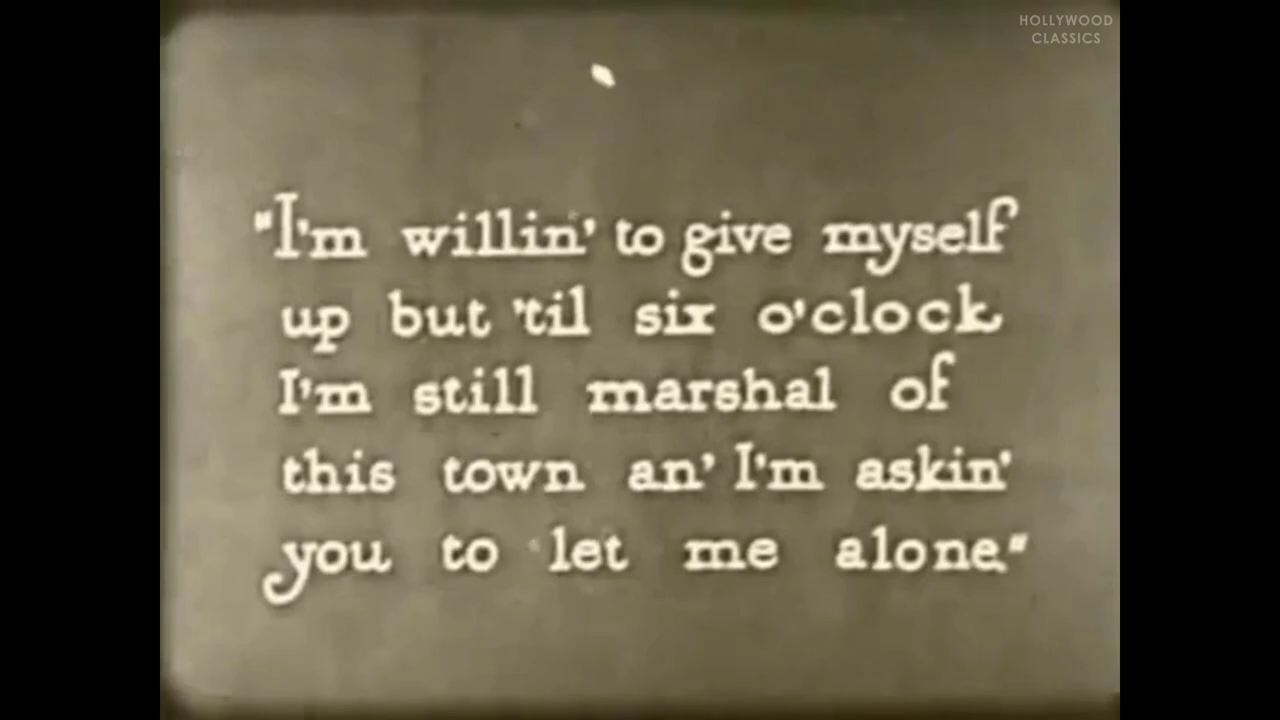 HOLLYWOOD
CLASSICS
"I'm willin' to give myself
up but 'til six o'clock
I'm still marshal of
this town an' I'm askin'
you to let me alone."